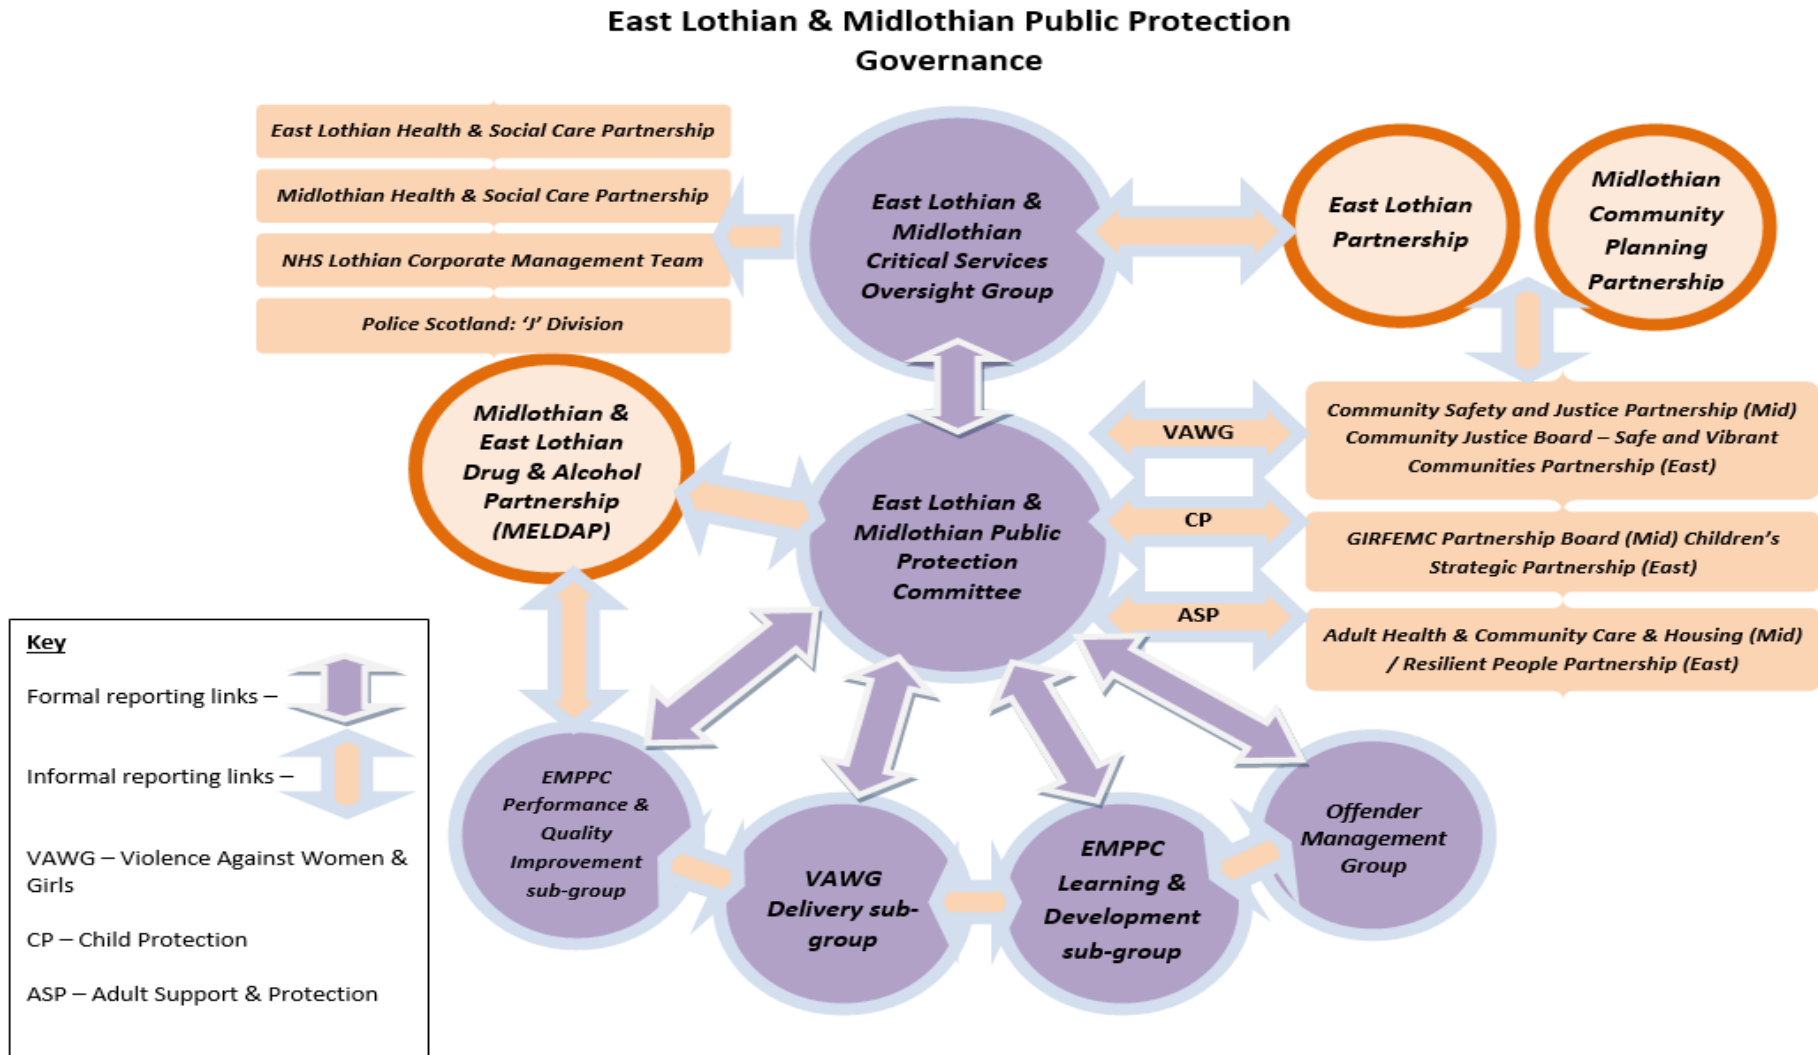 East Lothian & Midlothian Public Protection
Governance
East Lothian Health & Social Care Partnership
Midlothian Health & Social Care Partnership
NHS Lothian Corporate Management Team
Police Scotland: ‘J’ Division
East Lothian &
Midlothian
Critical Services
Oversight Group
East Lothian
Partnership
Midlothian
Community
Planning
Partnership
Midlothian &
East Lothian
Drug & Alcohol
Partnership
(MELDAP)
East Lothian &
Midlothian Public
Protection
Committee
VAWG
CP
ASP
Community Safety and Justice Partnership (Mid)
Community Justice Board – Safe and Vibrant
Communities Partnership (East)
GIRFEMC Partnership Board (Mid) Children’s
Strategic Partnership (East)
Adult Health & Community Care & Housing (Mid)
/ Resilient People Partnership (East)
Key
Formal reporting links –
Informal reporting links –
VAWG – Violence Against Women &
Girls
CP – Child Protection
ASP – Adult Support & Protection
EMPPC
Performance &
Quality
Improvement
sub-group
VAWG
Delivery sub-
group
EMPPC
Learning &
Development
sub-group
Offender
Management
Group